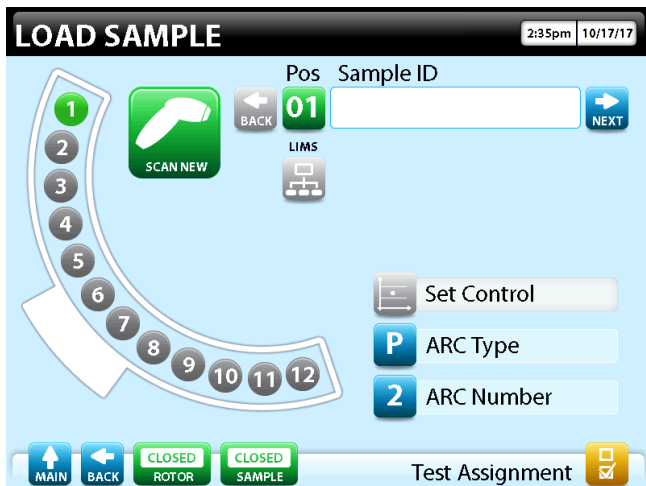 LOAD SAMPLE
2:35pm 10/17/17
Pos Sample ID
1
SCAN NEW
BACK
01
NEXT
2
LIMS
3
4
5
6
Set Control
7
P ARC Type
8
9
10
11
12
2 ARC Number
MAIN
BACK
CLOSED
ROTOR
CLOSED
SAMPLE
Test Assignment